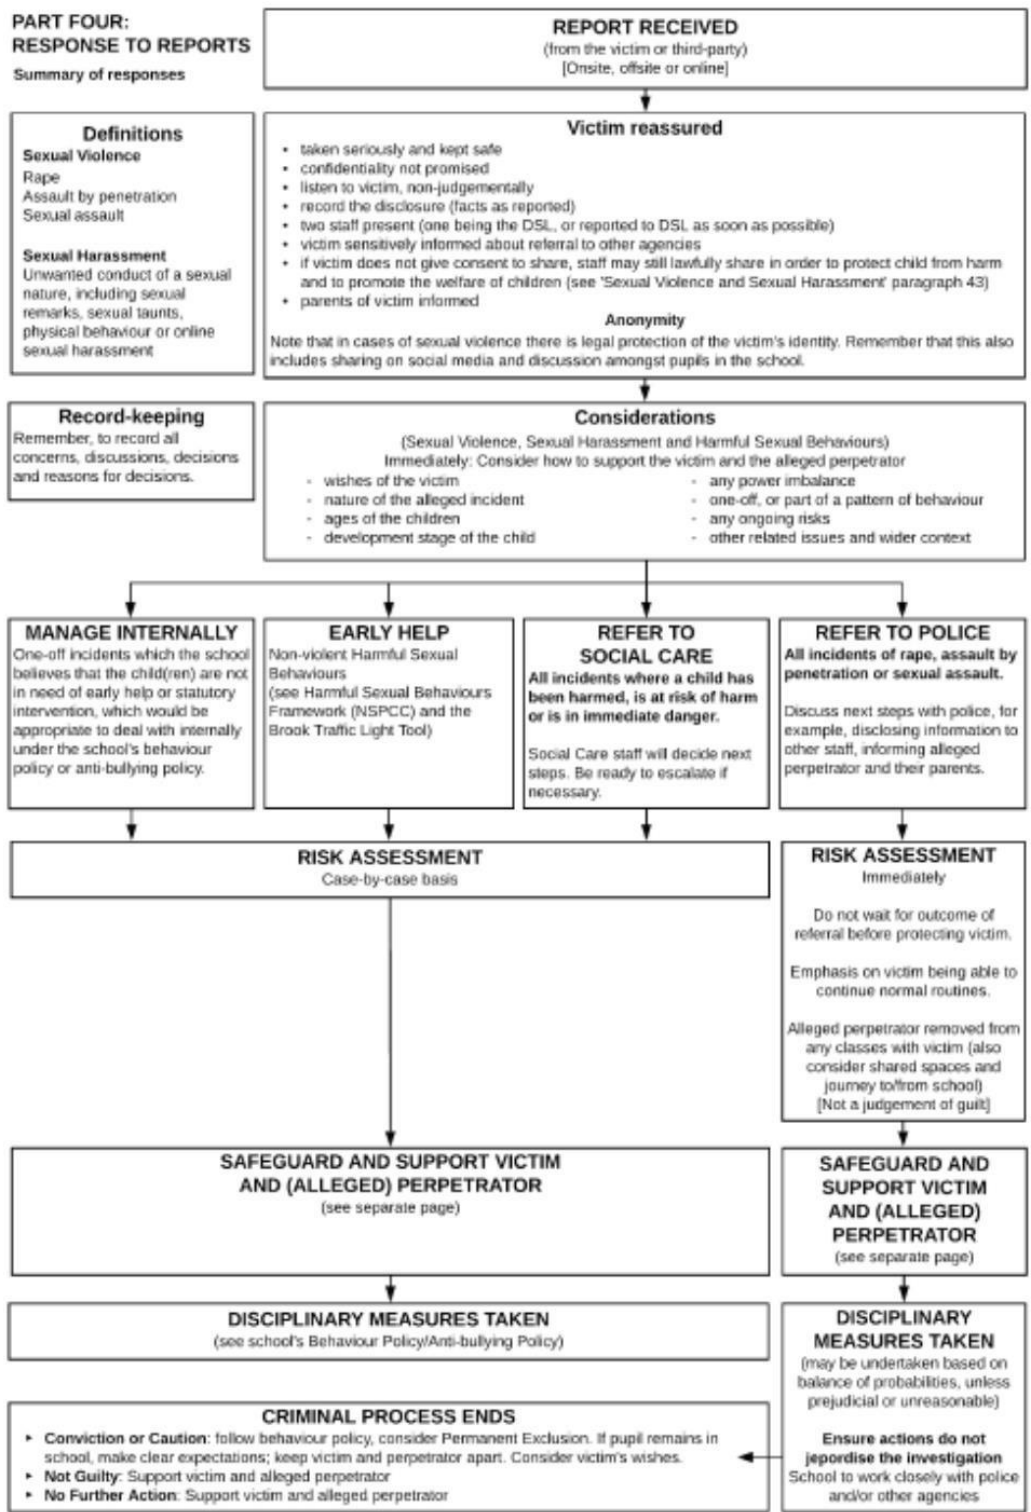 PART FOUR:
RESPONSE TO REPORTS
Summary of responses
REPORT RECEIVED
(from the victim or third-party)
[Onsite, offsite or online]
Definitions
Sexual Violence
Rape
Assault by penetration
Sexual assault
Sexual Harassment
Unwanted conduct of a sexual
nature, including sexual
remarks, sexual taunts,
physical behaviour or online
sexual harassment
Victim reassured
• taken seriously and kept safe
• confidentiality not promised
• listen to victim, non-judgementally
• record the disclosure (facts as reported)
• two staff present (one being the DSL, or reported to DSL as soon as possible)
• victim sensitively informed about referral to other agencies
• if victim does not give consent to share, staff may still lawfully share in order to protect child from harm
and to promote the welfare of children (see 'Sexual Violence and Sexual Harassment' paragraph 43)
• parents of victim informed
Anonymity
Note that in cases of sexual violence there is legal protection of the victim's identity. Remember that this also
includes sharing on social media and discussion amongst pupils in the school.
Record-keeping
Remember, to record all
concerns, discussions, decisions
and reasons for decisions.
Considerations
(Sexual Violence, Sexual Harassment and Harmful Sexual Behaviours)
Immediately: Consider how to support the victim and the alleged perpetrator
- wishes of the victim
- nature of the alleged incident
- ages of the children
- development stage of the child
- any power imbalance
- one-off, or part of a pattern of behaviour
- any ongoing risks
- other related issues and wider context
MANAGE INTERNALLY
One-off incidents which the school
believes that the child(ren) are not
in need of early help or statutory
intervention, which would be
appropriate to deal with internally
under the school's behaviour
policy or anti-bullying policy.
EARLY HELP
Non-violent Harmful Sexual
Behaviours
(see Harmful Sexual Behaviours
Framework (NSPCC) and the
Brook Traffic Light Tool)
REFER TO
SOCIAL CARE
All incidents where a child has
been harmed, is at risk of harm
or is in immediate danger.
Social Care staff will decide next
steps. Be ready to escalate if
necessary.
REFER TO POLICE
All incidents of rape, assault by
penetration or sexual assault.
Discuss next steps with police, for
example, disclosing information to
other staff, informing alleged
perpetrator and their parents.
RISK ASSESSMENT
Case-by-case basis
RISK ASSESSMENT
Immediately
Do not wait for outcome of
referral before protecting victim.
Emphasis on victim being able to
continue normal routines.
Alleged perpetrator removed from
any classes with victim (also
consider shared spaces and
journey to/from school)
[Not a judgement of guilt]
SAFEGUARD AND SUPPORT VICTIM
AND (ALLEGED) PERPETRATOR
(see separate page)
SAFEGUARD AND
SUPPORT VICTIM
AND (ALLEGED)
PERPETRATOR
(see separate page)
DISCIPLINARY MEASURES TAKEN
(see school's Behaviour Policy/Anti-bullying Policy)
DISCIPLINARY
MEASURES TAKEN
(may be undertaken based on
balance of probabilities, unless
prejudicial or unreasonable)
Ensure actions do not
jepordise the investigation
School to work closely with police
and/or other agencies
CRIMINAL PROCESS ENDS
‣ Conviction or Caution: follow behaviour policy, consider Permanent Exclusion. If pupil remains in
school, make clear expectations; keep victim and perpetrator apart. Consider victim's wishes.
‣ Not Guilty: Support victim and alleged perpetrator
‣ No Further Action: Support victim and alleged perpetrator